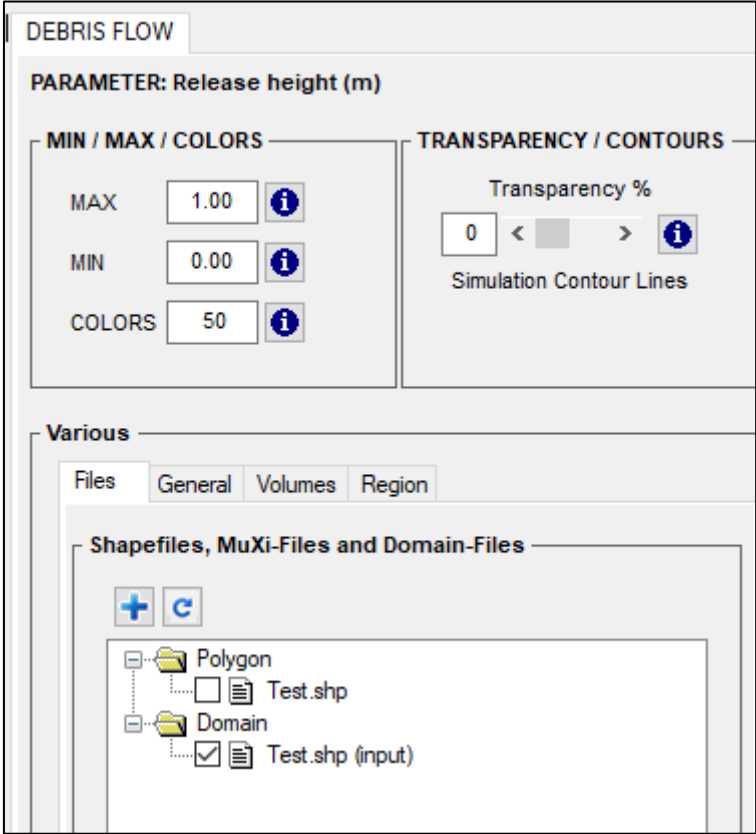 DEBRIS FLOW
PARAMETER: Release height (m)
MIN / MAX / COLORS
MAX 1.00
MIN 0.00
COLORS 50
TRANSPARENCY / CONTOURS
Transparency %
0
Simulation Contour Lines
Various
Files General Volumes Region
Shapefiles, MuXi-Files and Domain-Files
Polygon
Test.shp
Domain
Test.shp (input)